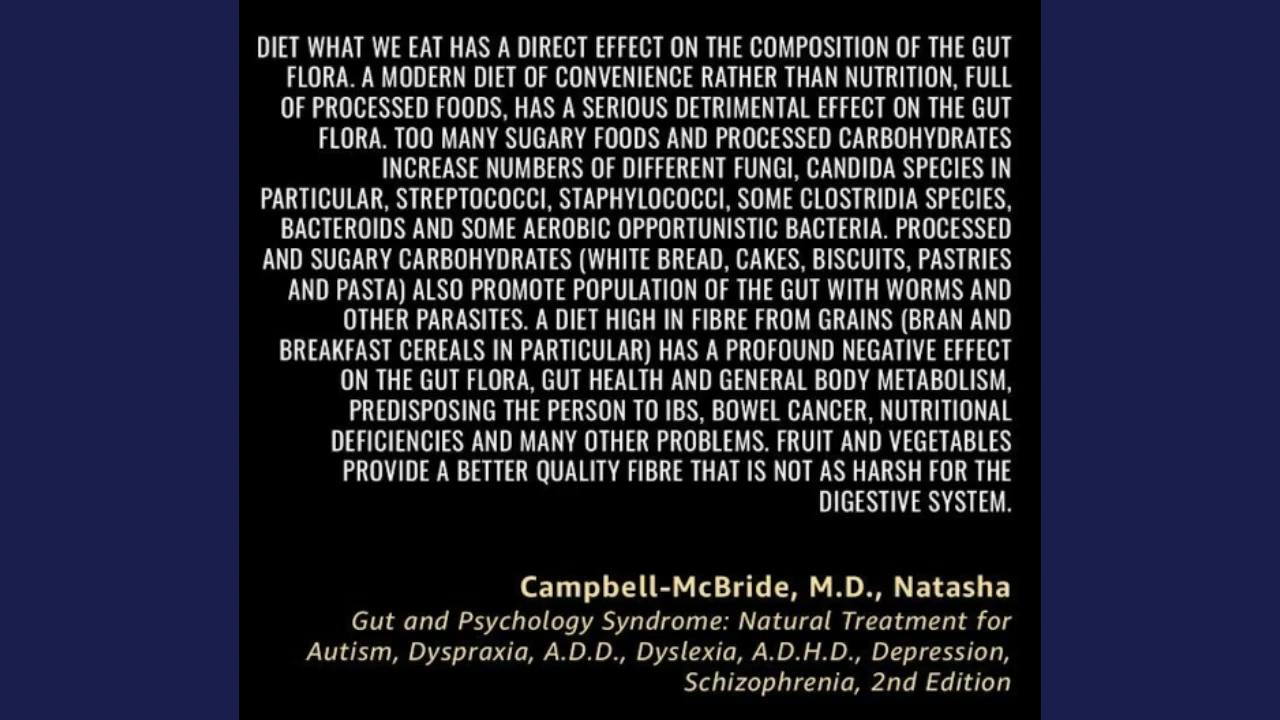 DIET WHAT WE EAT HAS A DIRECT EFFECT ON THE COMPOSITION OF THE GUT
FLORA. A MODERN DIET OF CONVENIENCE RATHER THAN NUTRITION, FULL
OF PROCESSED FOODS, HAS A SERIOUS DETRIMENTAL EFFECT ON THE GUT
FLORA. TOO MANY SUGARY FOODS AND PROCESSED CARBOHYDRATES
INCREASE NUMBERS OF DIFFERENT FUNGI, CANDIDA SPECIES IN
PARTICULAR, STREPTOCOCCI, STAPHYLOCOCCI, SOME CLOSTRIDIA SPECIES,
BACTEROIDS AND SOME AEROBIC OPPORTUNISTIC BACTERIA. PROCESSED
AND SUGARY CARBOHYDRATES (WHITE BREAD, CAKES, BISCUITS, PASTRIES
AND PASTA) ALSO PROMOTE POPULATION OF THE GUT WITH WORMS AND
OTHER PARASITES. A DIET HIGH IN FIBRE FROM GRAINS (BRAN AND
BREAKFAST CEREALS IN PARTICULAR) HAS A PROFOUND NEGATIVE EFFECT
ON THE GUT FLORA, GUT HEALTH AND GENERAL BODY METABOLISM,
PREDISPOSING THE PERSON TO IBS, BOWEL CANCER, NUTRITIONAL
DEFICIENCIES AND MANY OTHER PROBLEMS. FRUIT AND VEGETABLES
PROVIDE A BETTER QUALITY FIBRE THAT IS NOT AS HARSH FOR THE
DIGESTIVE SYSTEM.
Campbell-McBride, M.D., Natasha
Gut and Psychology Syndrome: Natural Treatment for
Autism, Dyspraxia, A.D.D., Dyslexia, A.D.H.D., Depression,
Schizophrenia, 2nd Edition